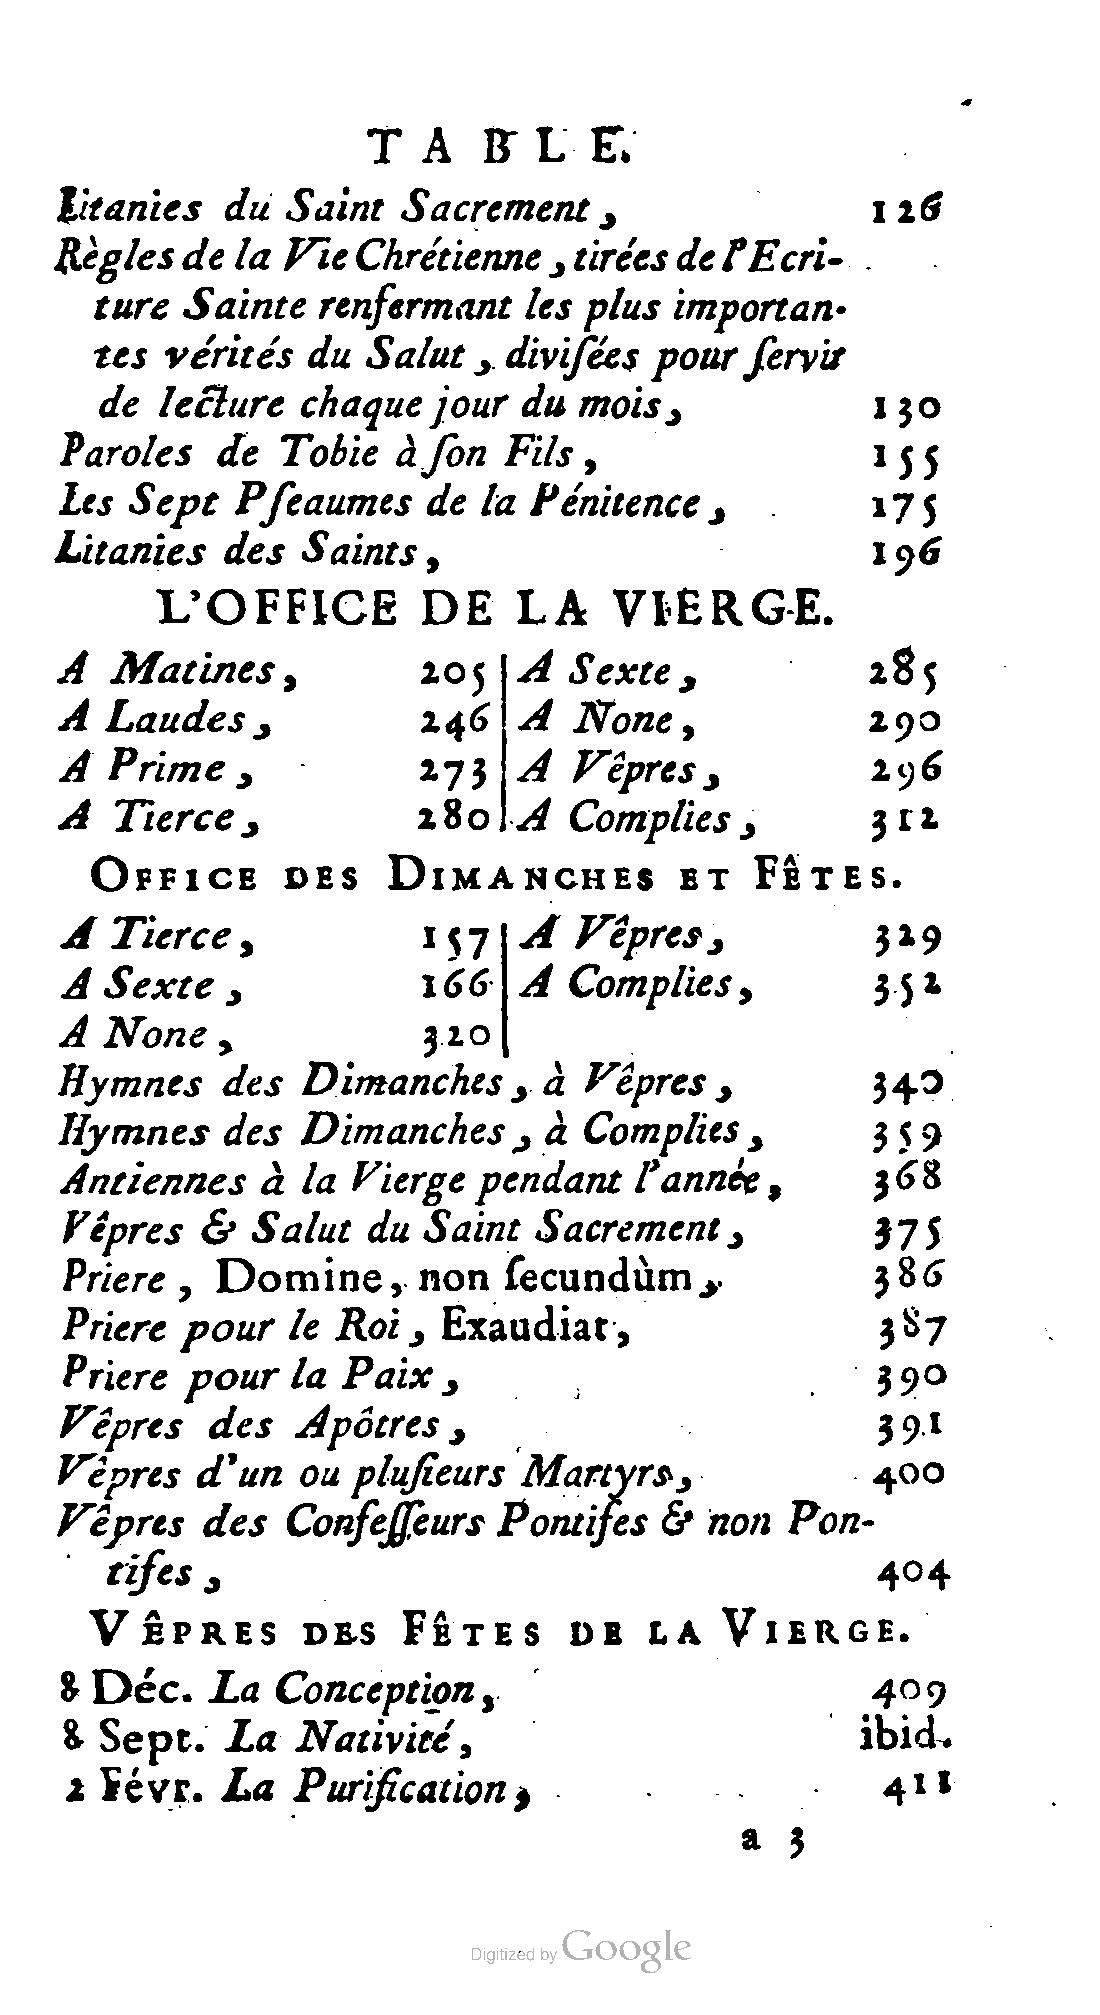 TABLE.
Litanies du Saint Sacrement, 126
Règles de la Vie Chrétienne, tirées de l'Ecri-
ture Sainte renfermant les plus importan-
tes vérités du Salut, diviſées pour ſervir
de lecture chaque jour du mois, 130
Paroles de Tobie à ſon Fils, 155
Les Sept Pſeaumes de la Pénitence, 175
Litanies des Saints, 196
L'OFFICE DE LA VIERGE.
A Matines, 205 | A Sexte, 285
A Laudes, 246 | A None, 290
A Prime, 273 | A Vêpres, 296
A Tierce, 280 | A Complies, 312
OFFICE DES DIMANCHES ET FÊTES.
A Tierce, 157 | A Vêpres, 329
A Sexte, 166 | A Complies, 352
A None, 320 |
Hymnes des Dimanches, à Vêpres, 340
Hymnes des Dimanches, à Complies, 359
Antiennes à la Vierge pendant l'année, 368
Vêpres & Salut du Saint Sacrement, 375
Priere, Domine, non ſecundùm, 386
Priere pour le Roi, Exaudiat, 387
Priere pour la Paix, 390
Vêpres des Apôtres, 391
Vêpres d'un ou pluſieurs Martyrs, 400
Vêpres des Confeſſeurs Pontifes & non Pon-
tifes, 404
VÊPRES DES FÊTES DE LA VIERGE.
8 Déc. La Conception, 409
8 Sept. La Nativité, ibid.
2 Févr. La Purification, 411
a 3
Digitized by Google